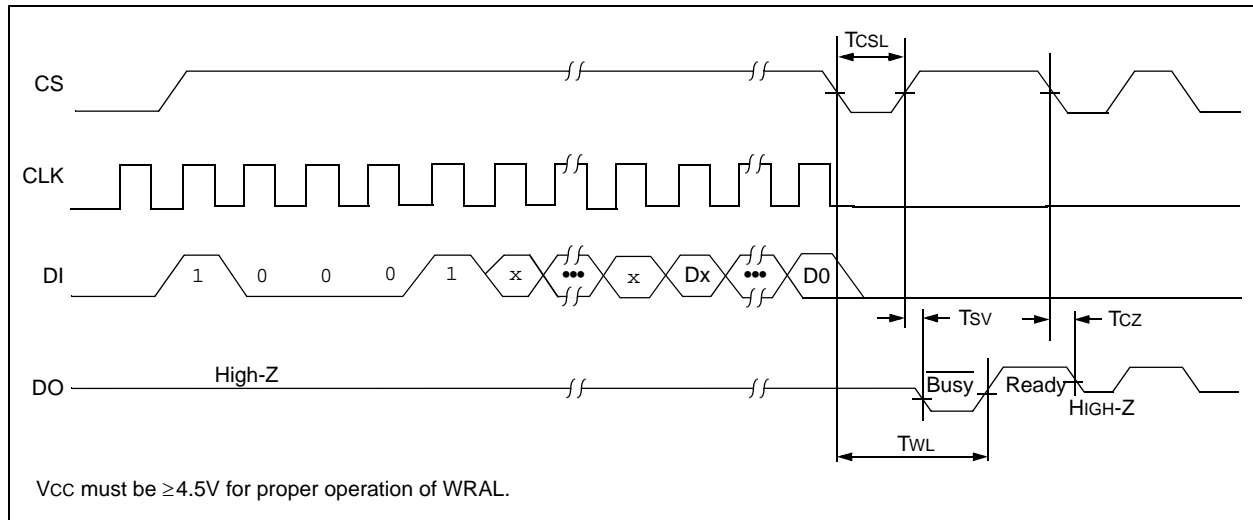 TCSL
CS
CLK
DI 1 0 0 0 1 x ••• x Dx ••• D0
TSV TCZ
High-Z
DO Busy Ready
HIGH-Z
TWL
VCC must be ≥4.5V for proper operation of WRAL.